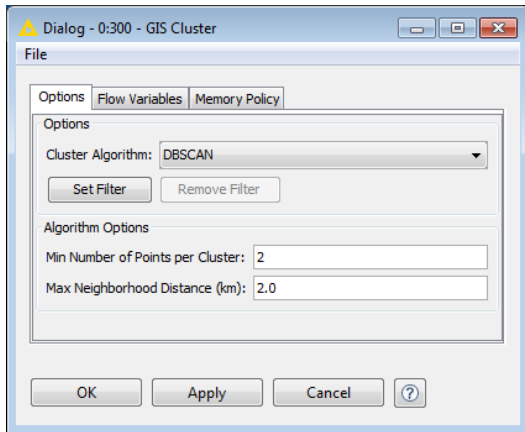 Dialog - 0:300 - GIS Cluster
File
Options Flow Variables Memory Policy
Options
Cluster Algorithm: DBSCAN
Set Filter Remove Filter
Algorithm Options
Min Number of Points per Cluster: 2
Max Neighborhood Distance (km): 2.0
OK Apply Cancel ?